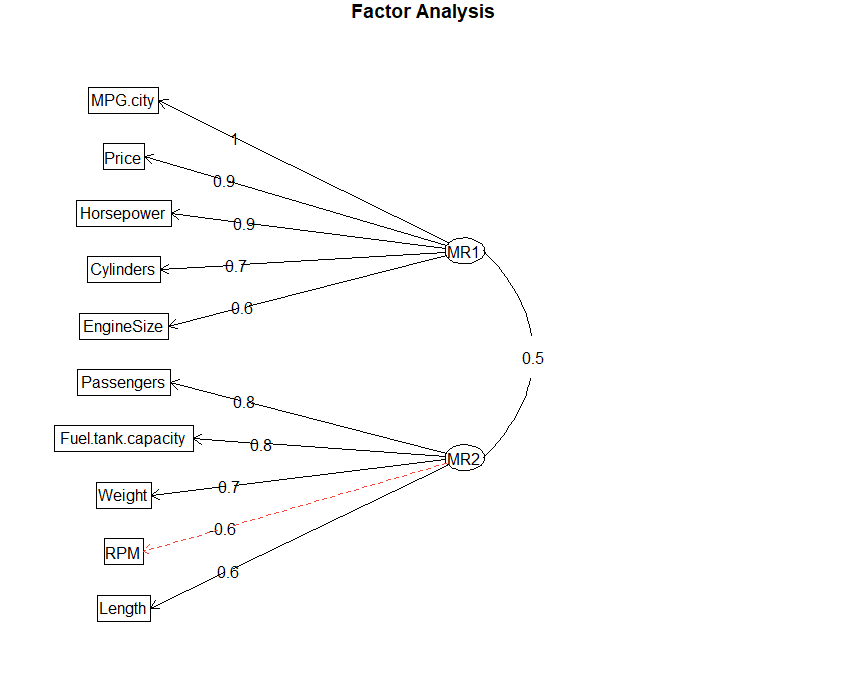 Factor Analysis
MPG.city
1
Price
0.9
Horsepower
0.9
MR1
Cylinders
0.7
EngineSize
0.6
0.5
Passengers
0.8
Fuel.tank.capacity
0.8
MR2
Weight
0.7
RPM
-0.6
Length
0.6